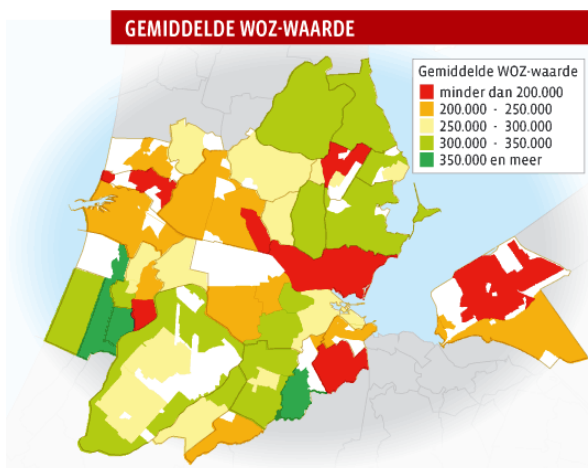 GEMIDDELDE WOZ-WAARDE
Gemiddelde WOZ-waarde
minder dan 200.000
200.000 - 250.000
250.000 - 300.000
300.000 - 350.000
350.000 en meer